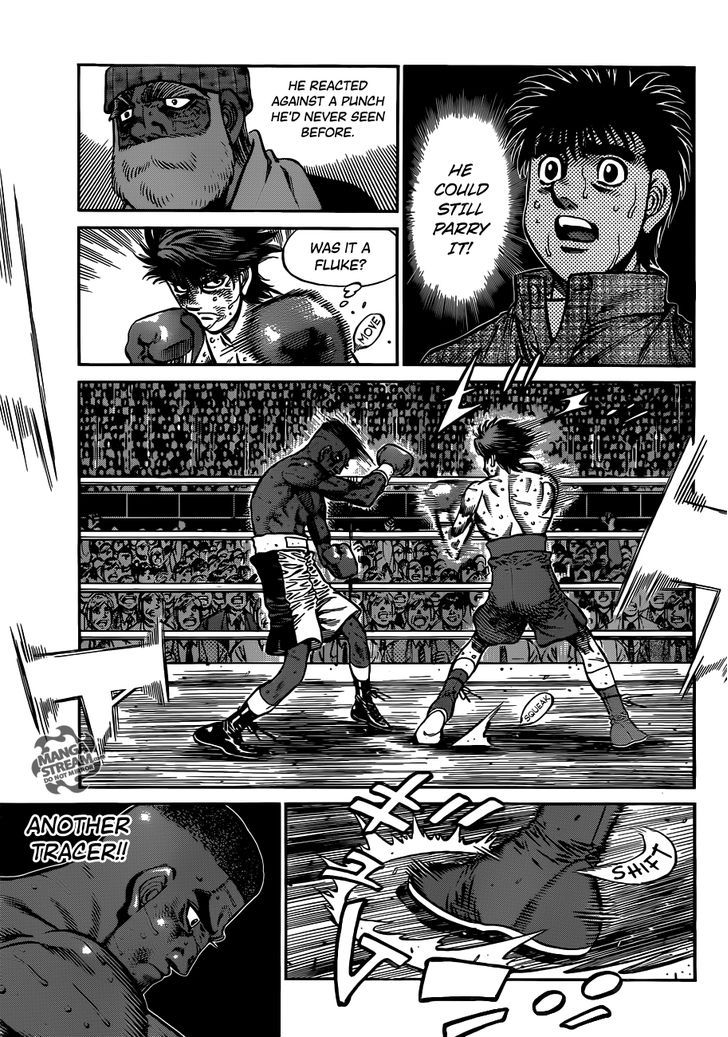 HE
COULD
STILL
PARRY
IT!
HE REACTED
AGAINST A PUNCH
HE'D NEVER SEEN
BEFORE.
WAS IT A
FLUKE?
MOVE
SQUEAK
MANGA
STREAM.com
DO NOT MIRROR
SHIFT
ANOTHER
TRACER!!